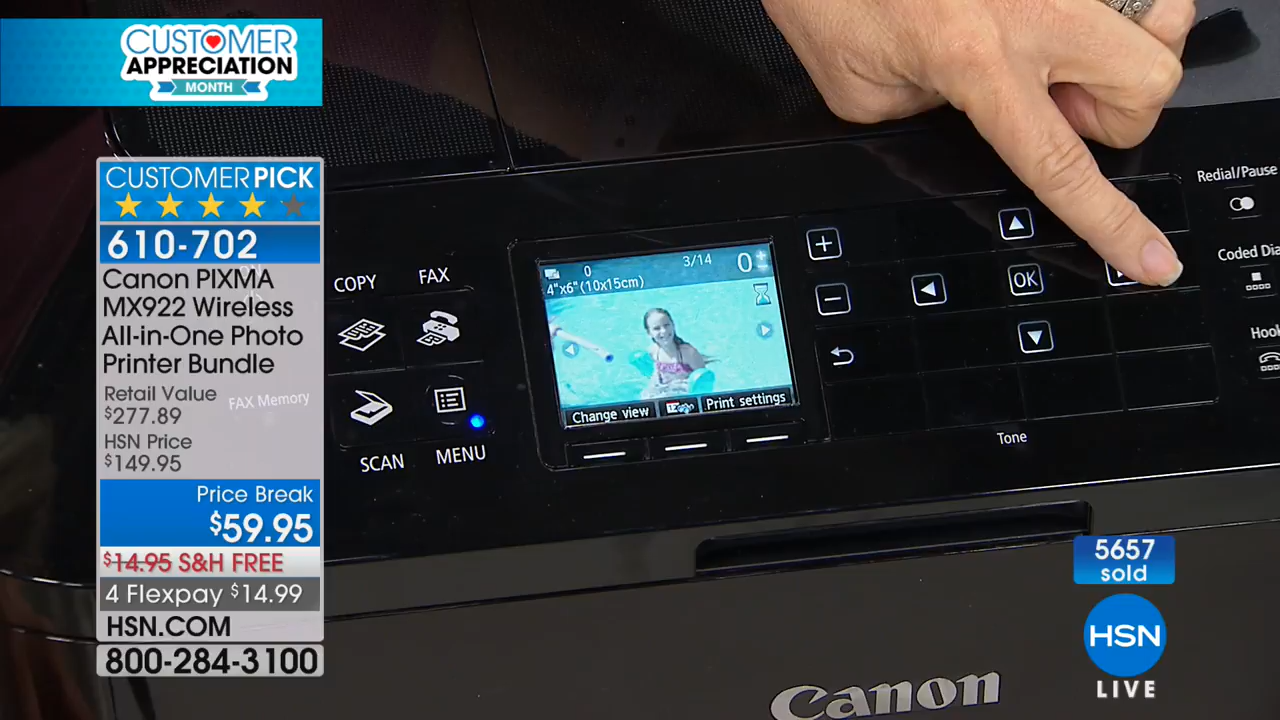 CUSTOMER
APPRECIATION
MONTH
CUSTOMER PICK
610-702
Canon PIXMA
MX922 Wireless
All-in-One Photo
Printer Bundle
Retail Value
$277.89
HSN Price
$149.95
Price Break
$59.95
$14.95 S&H FREE
4 Flexpay $14.99
HSN.COM
800-284-3100
FAX Memory
COPY
FAX
SCAN
MENU
0
3/14
0
4"x6"(10x15cm)
Change view
Print settings
OK
Tone
Redial/Pause
Coded Dia
Hook
Canon
5657
sold
HSN
LIVE